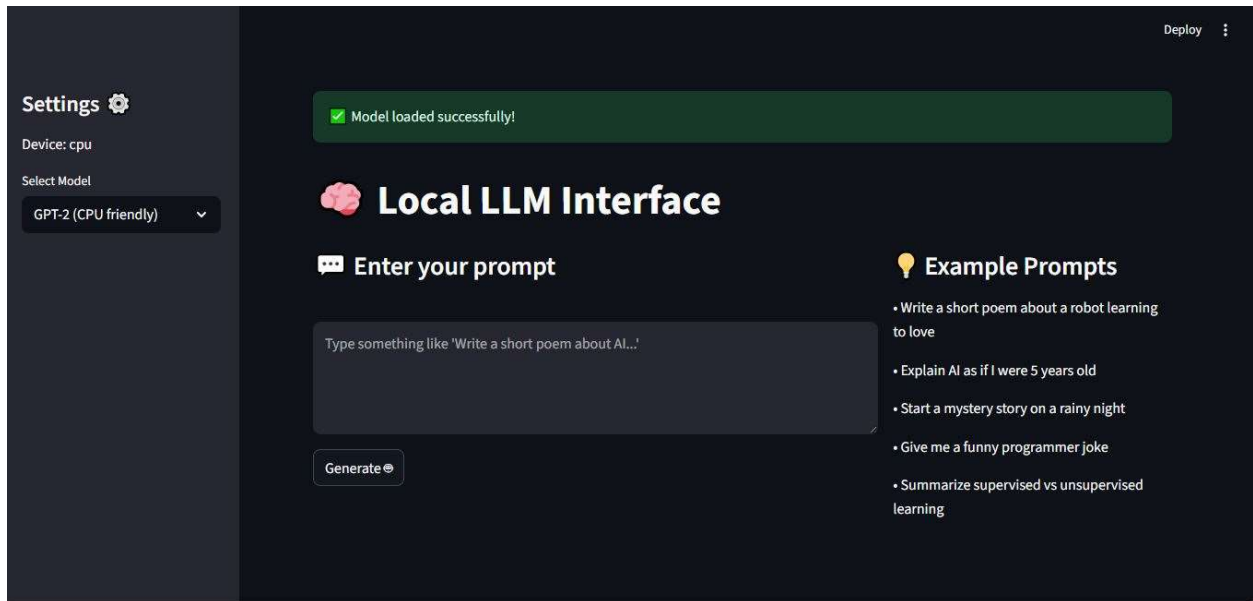 Deploy
Settings ⚙
Device: cpu
Select Model
GPT-2 (CPU friendly)
✅ Model loaded successfully!
🧠 Local LLM Interface
💬 Enter your prompt
Type something like 'Write a short poem about AI...'
Generate
💡 Example Prompts
• Write a short poem about a robot learning
to love
• Explain AI as if I were 5 years old
• Start a mystery story on a rainy night
• Give me a funny programmer joke
• Summarize supervised vs unsupervised
learning